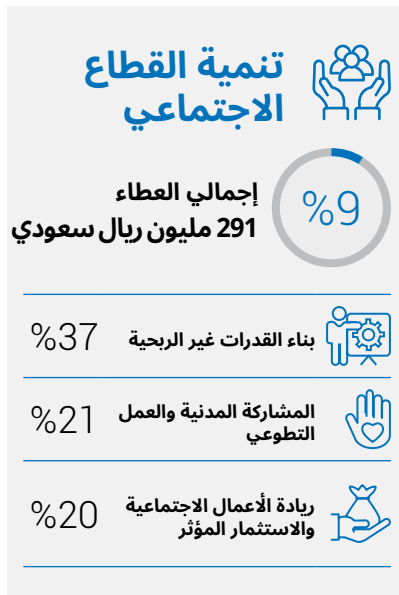 تنمية القطاع
الاجتماعي
%9
إجمالي العطاء
291 مليون ريال سعودي
بناء القدرات غير الربحية
%37
المشاركة المدنية والعمل
التطوعي
%21
ريادة الأعمال الاجتماعية
والاستثمار المؤثر
%20